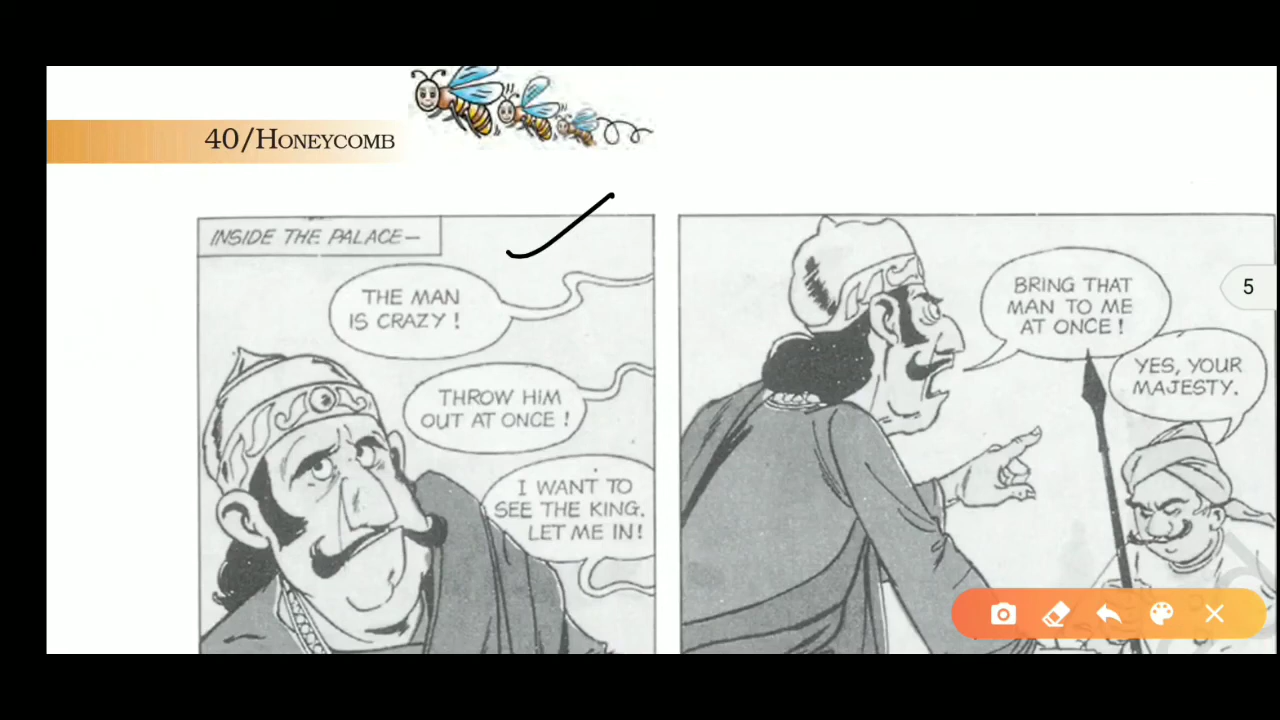 40/HONEYCOMB
INSIDE THE PALACE—
THE MAN
IS CRAZY!
THROW HIM
OUT AT ONCE!
I WANT TO
SEE THE KING.
LET ME IN!
BRING THAT
MAN TO ME
AT ONCE!
YES, YOUR
MAJESTY.
5